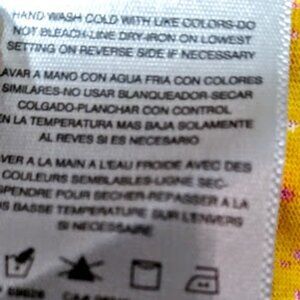 HAND WASH COLD WITH LIKE COLORS-DO
NOT BLEACH-LINE DRY-IRON ON LOWEST
SETTING ON REVERSE SIDE IF NECESSARY
LAVAR A MANO CON AGUA FRIA CON COLORES
SIMILARES-NO USAR BLANQUEADOR-SECAR
COLGADO-PLANCHAR CON CONTROL
EN LA TEMPERATURA MAS BAJA SOLAMENTE
AL REVES SI ES NECESARIO
VER A LA MAIN A L'EAU FROIDE AVEC DES
COULEURS SEMBLABLES-LIGNE SEC-
SPENDRE POUR SECHER-REPASSER A LA
US BASSE TEMPERATURE SUR L'ENVERS
SI NECESSAIRE